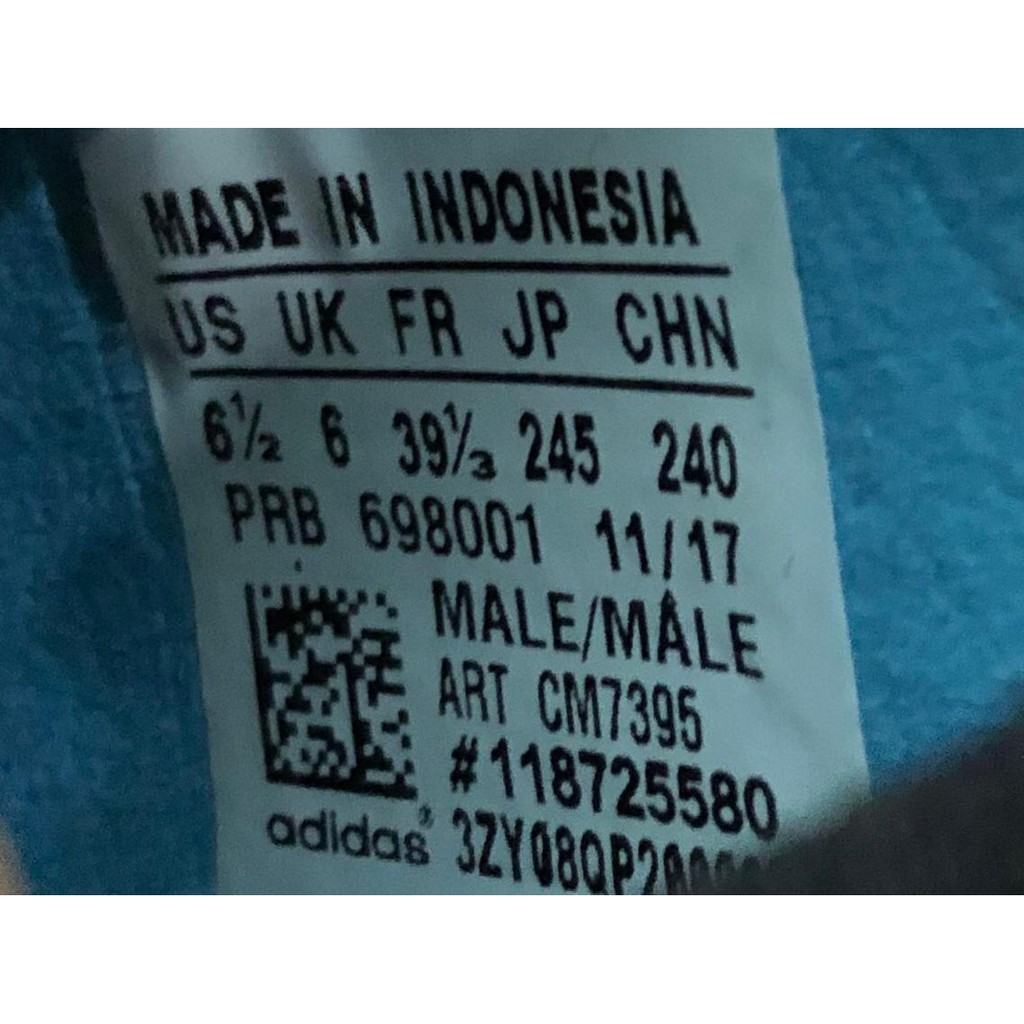 MADE IN INDONESIA
US UK FR JP CHN
6½ 6 39⅓ 245 240
PRB 698001 11/17
MALE/MÂLE
ART CM7395
#118725580
adidas